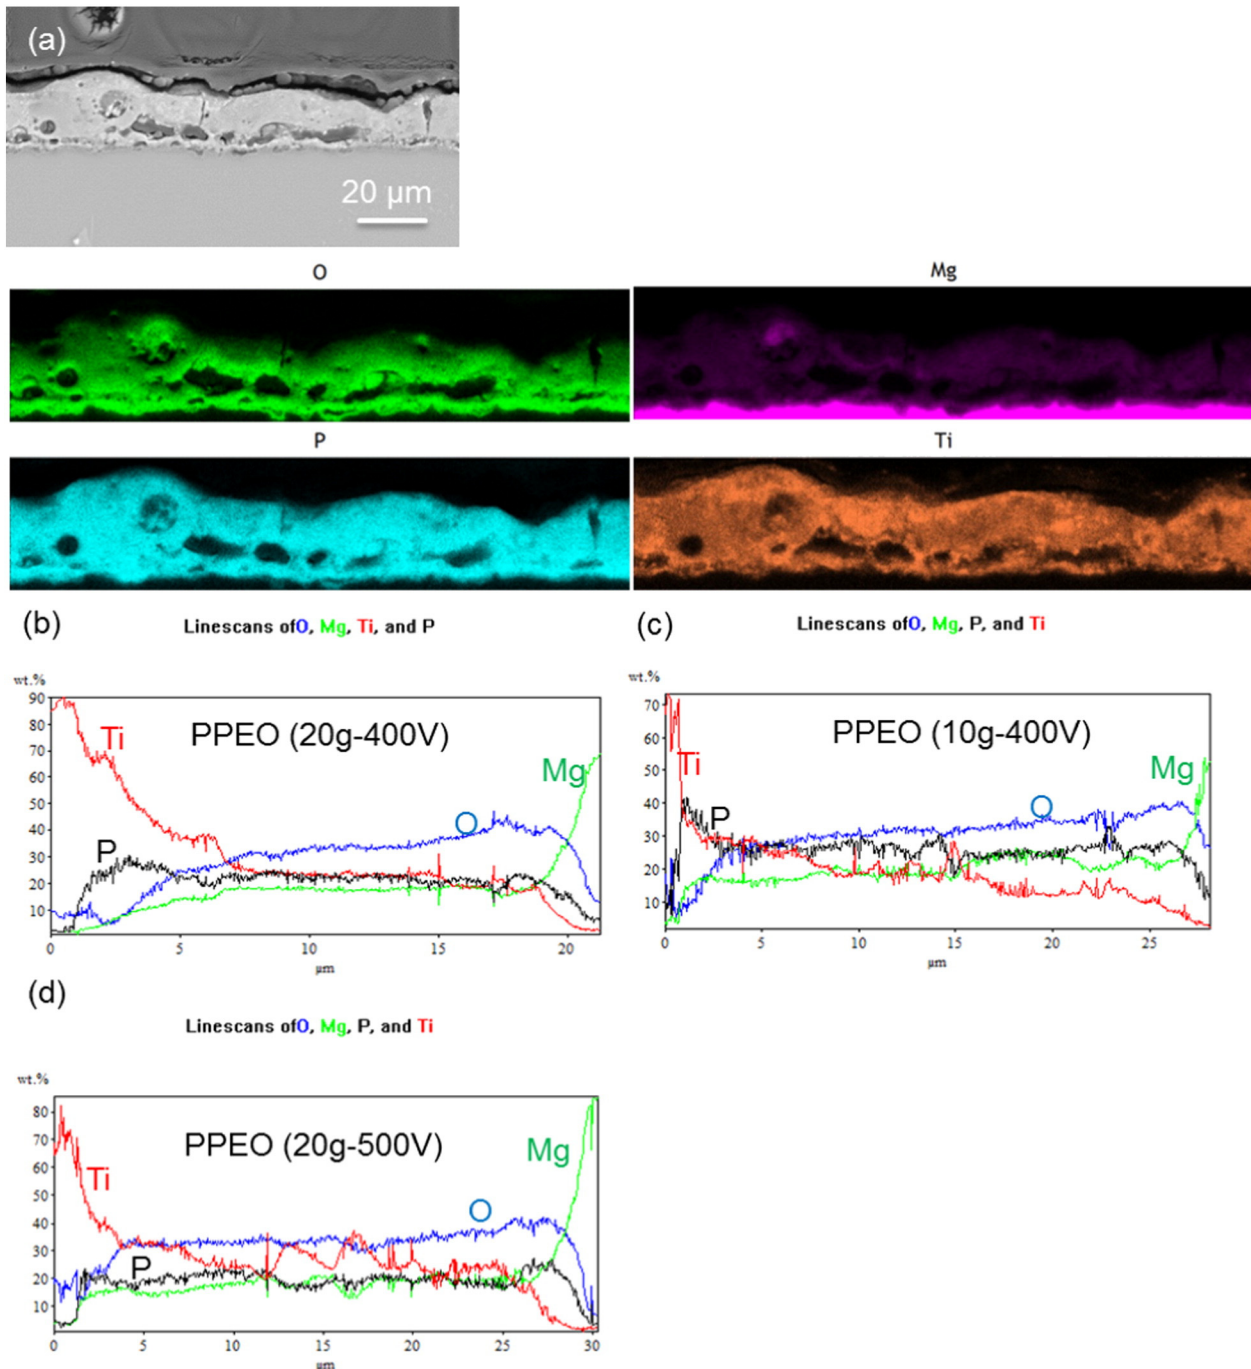 (a)
20 µm
O
Mg
P
Ti
(b)
Linescans ofO, Mg, Ti, and P
wt.%
90
80
70
60
50
40
30
20
10
0
5
10
15
20
µm
Ti
PPEO (20g-400V)
Mg
O
P
(c)
Linescans ofO, Mg, P, and Ti
wt.%
70
60
50
40
30
20
10
0
5
10
15
20
25
µm
Ti
PPEO (10g-400V)
Mg
O
P
(d)
Linescans ofO, Mg, P, and Ti
wt.%
80
70
60
50
40
30
20
10
0
5
10
15
20
25
30
µm
Ti
PPEO (20g-500V)
Mg
O
P